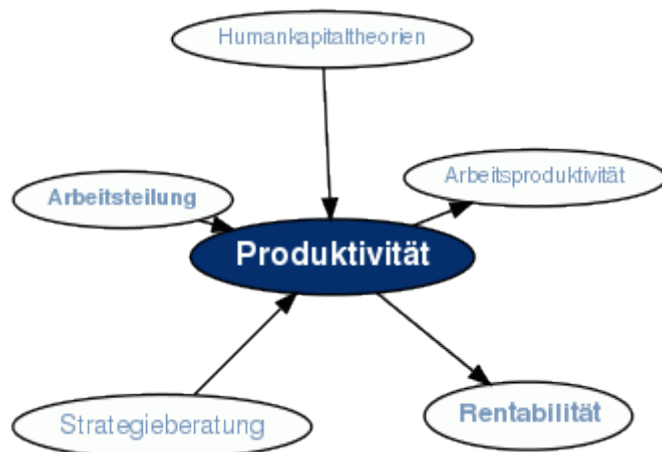 Humankapitaltheorien
Arbeitsproduktivität
Arbeitsteilung
Produktivität
Strategieberatung
Rentabilität